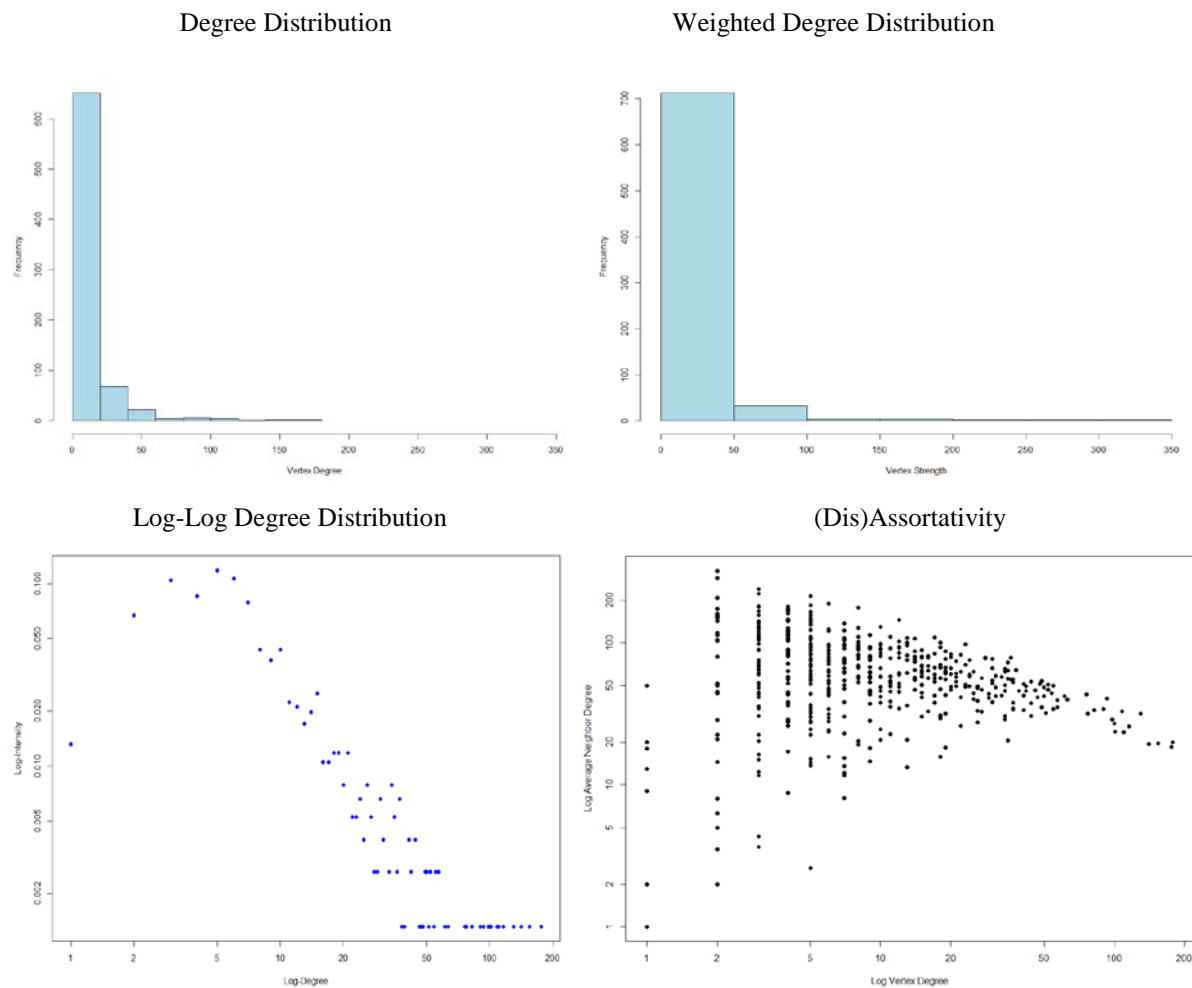 Degree Distribution
Weighted Degree Distribution
Frequency
0 100 200 300 400 500 600
0 50 100 150 200 250 300 350
Vertex Degree
Frequency
0 100 200 300 400 500 600 700
0 50 100 150 200 250 300 350
Vertex Strength
Log-Log Degree Distribution
(Dis)Assortativity
Log-Intensity
0.002 0.005 0.010 0.020 0.050 0.100
1 2 5 10 20 50 100 200
Log-Degree
Log Average Neighbor Degree
1 2 5 10 20 50 100 200
1 2 5 10 20 50 100 200
Log Vertex Degree